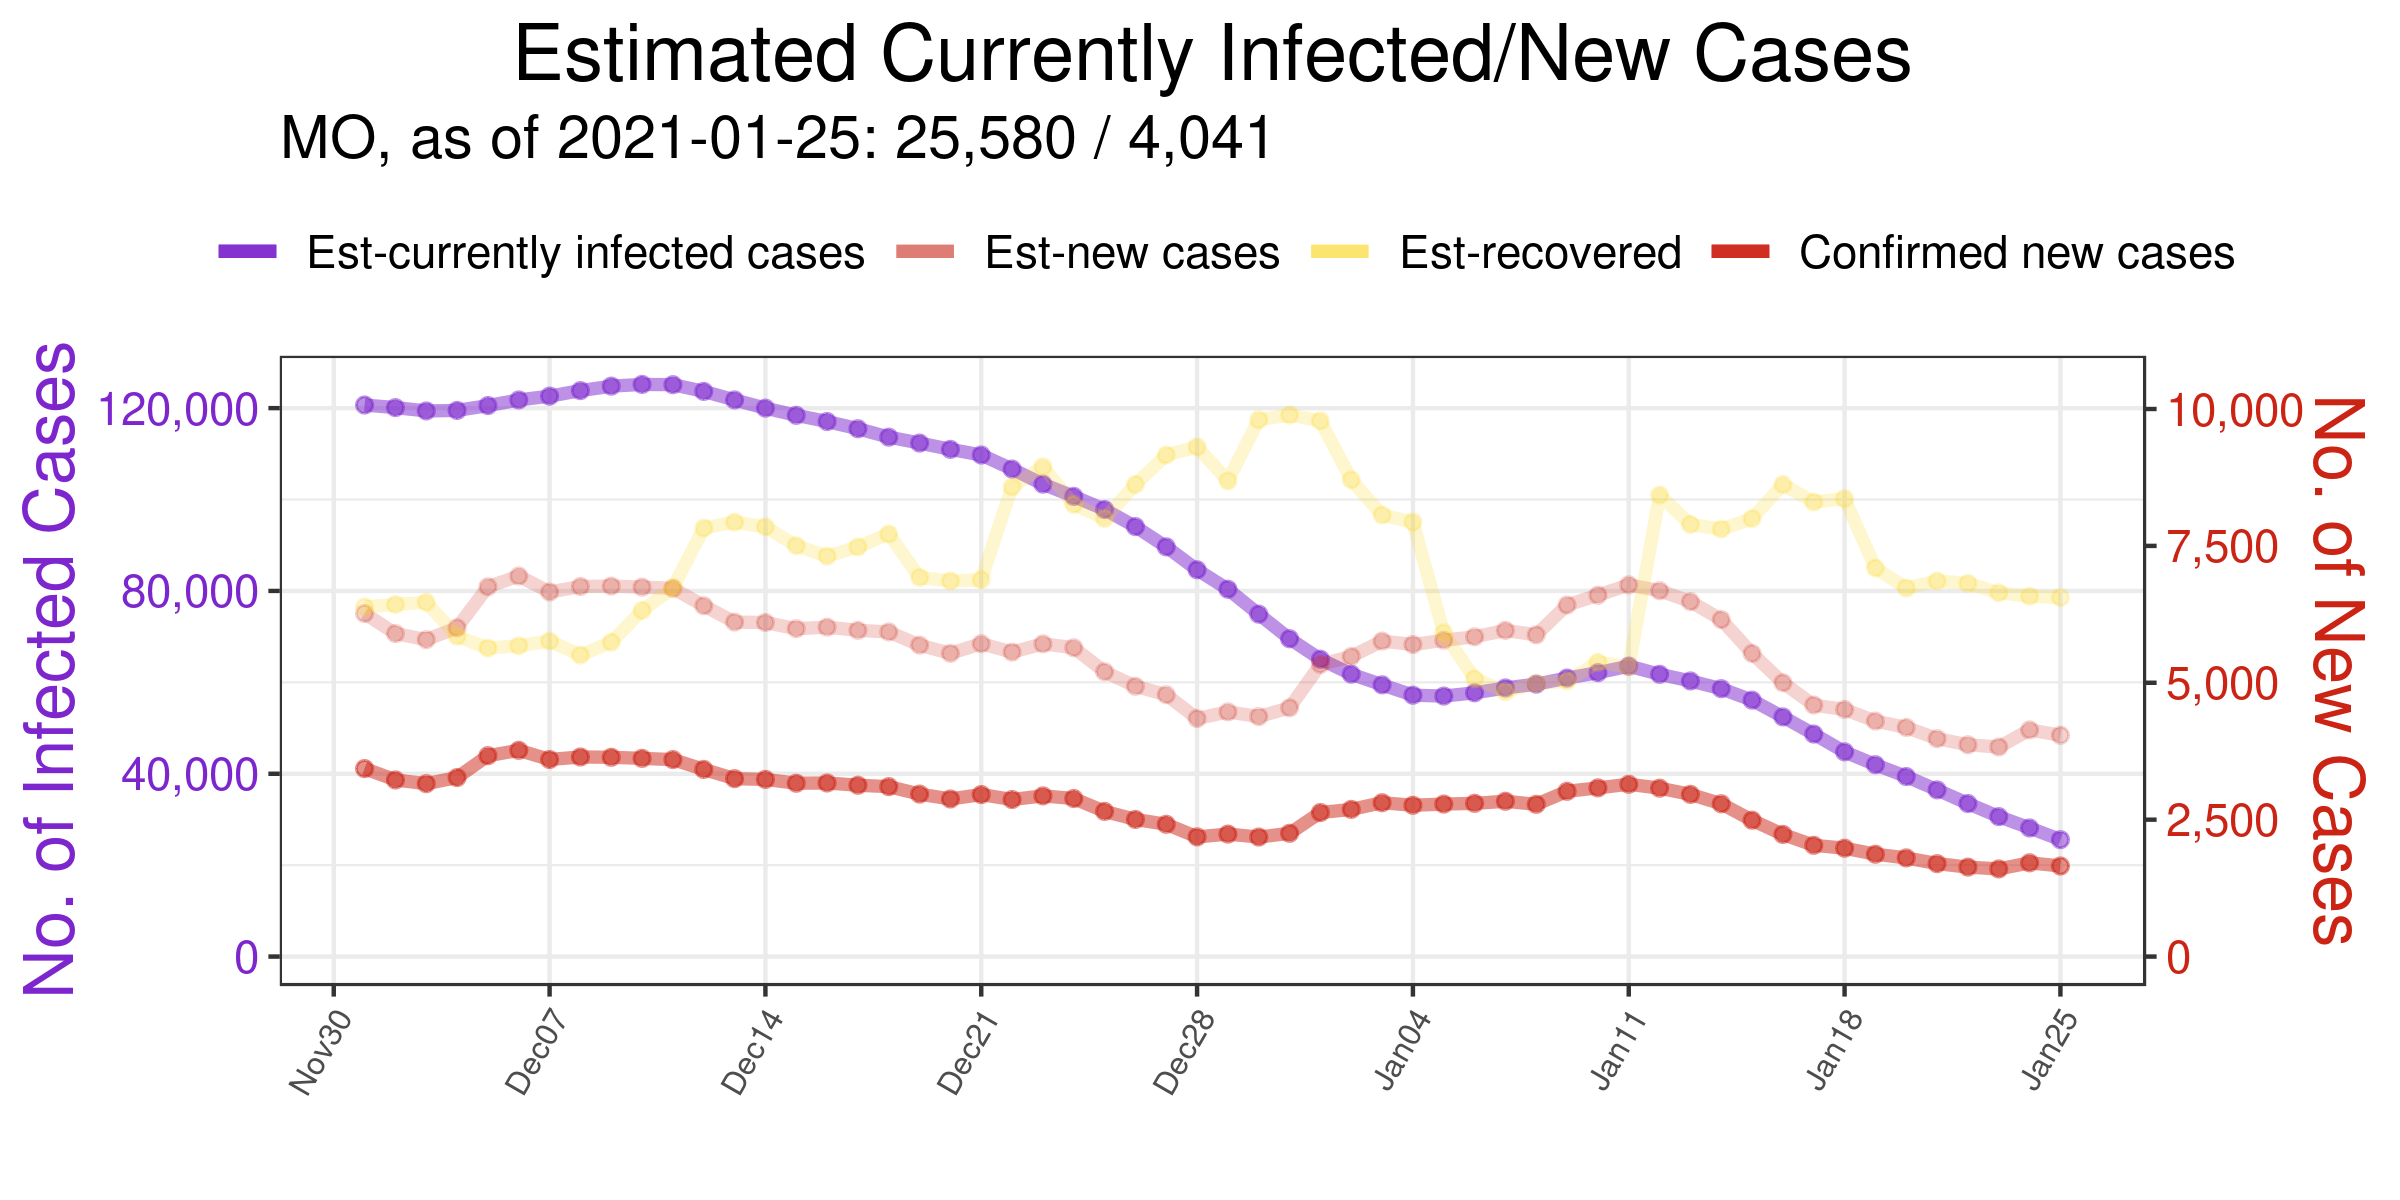 Estimated Currently Infected/New Cases
MO, as of 2021-01-25: 25,580 / 4,041
Est-currently infected cases Est-new cases Est-recovered Confirmed new cases
No. of Infected Cases
120,000
80,000
40,000
0
10,000
7,500
5,000
2,500
0
No. of New Cases
Nov30 Dec07 Dec14 Dec21 Dec28 Jan04 Jan11 Jan18 Jan25